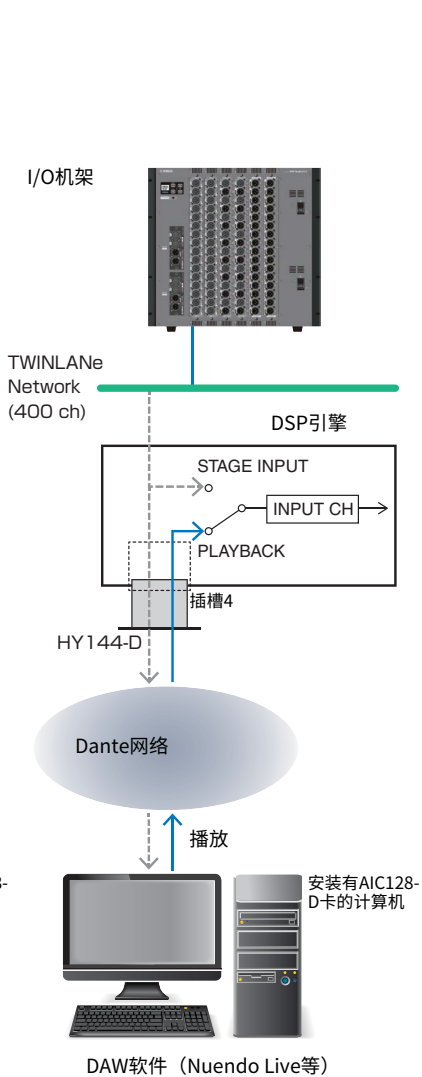 I/O机架
TWINLANe
Network
(400 ch)
DSP引擎
STAGE INPUT
INPUT CH
PLAYBACK
插槽4
HY144-D
Dante网络
播放
安装有AIC128-
D卡的计算机
DAW软件（Nuendo Live等）